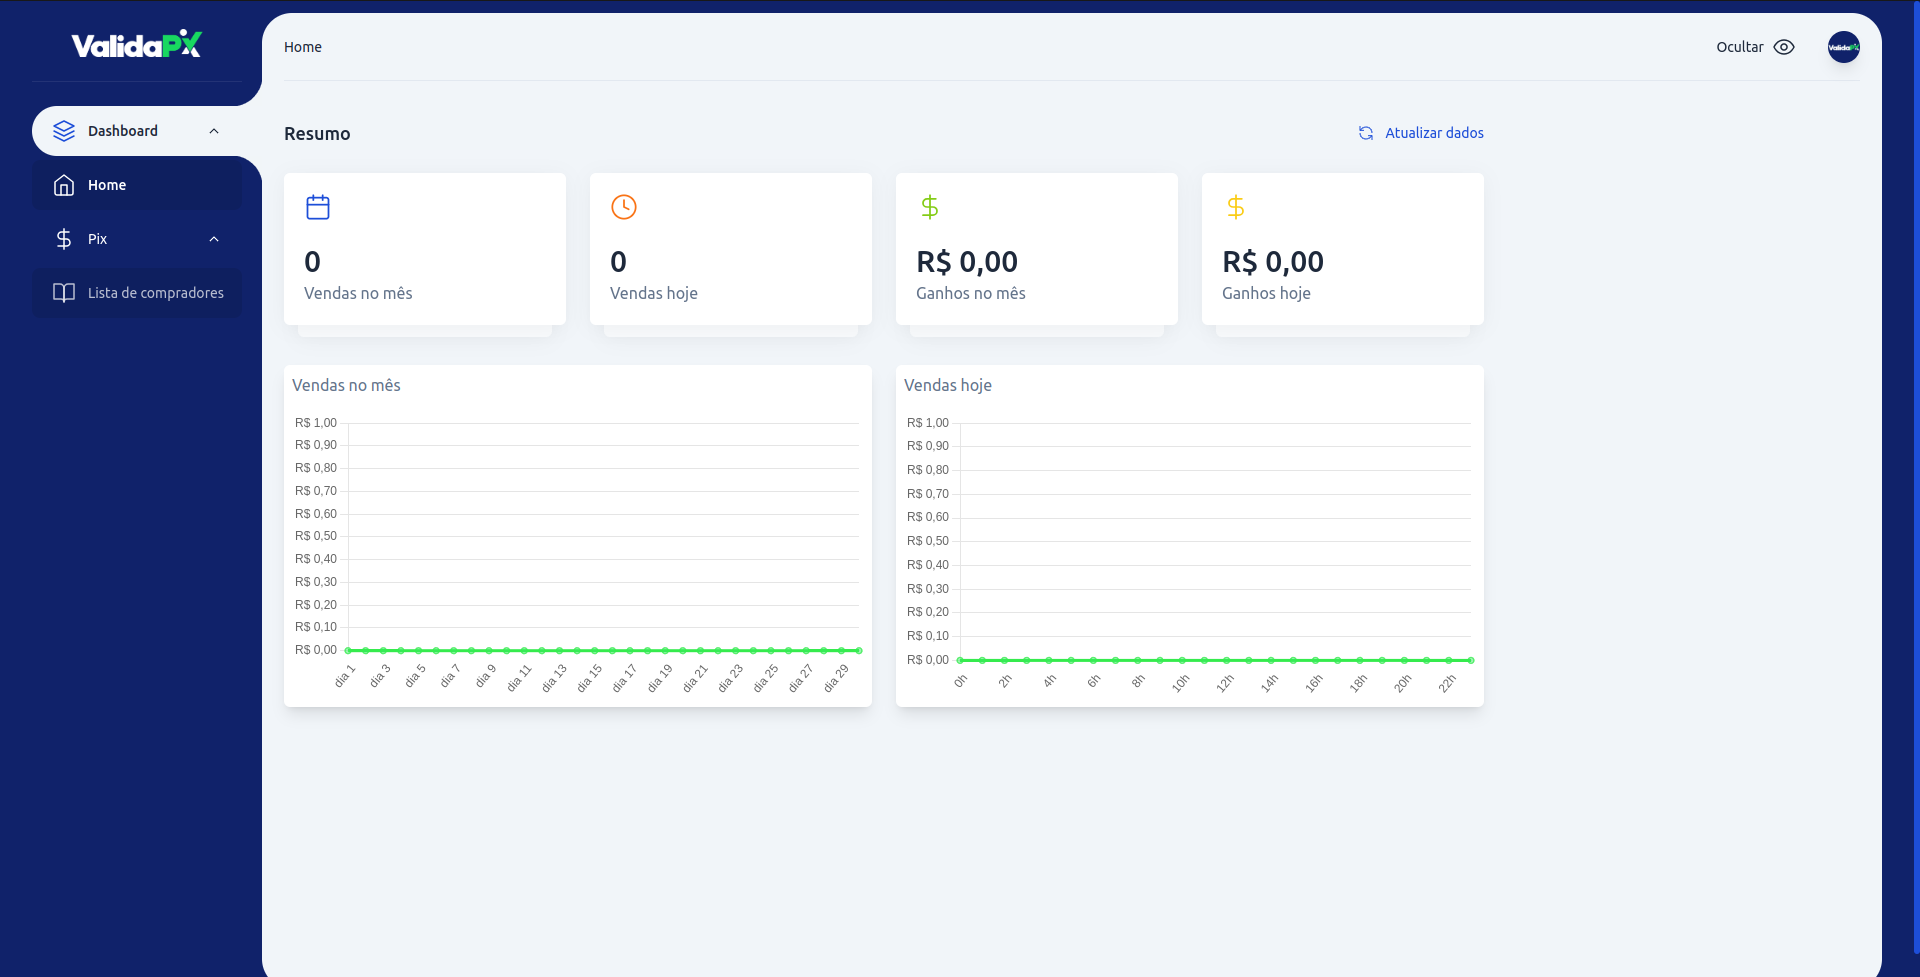 ValidaPix
Home
Ocultar
ValidaPix
Dashboard
Home
Pix
Lista de compradores
Resumo
Atualizar dados
0
Vendas no mês
0
Vendas hoje
R$ 0,00
Ganhos no mês
R$ 0,00
Ganhos hoje
Vendas no mês
R$ 1,00
R$ 0,90
R$ 0,80
R$ 0,70
R$ 0,60
R$ 0,50
R$ 0,40
R$ 0,30
R$ 0,20
R$ 0,10
R$ 0,00
dia 1 dia 3 dia 5 dia 7 dia 9 dia 11 dia 13 dia 15 dia 17 dia 19 dia 21 dia 23 dia 25 dia 27 dia 29
Vendas hoje
R$ 1,00
R$ 0,90
R$ 0,80
R$ 0,70
R$ 0,60
R$ 0,50
R$ 0,40
R$ 0,30
R$ 0,20
R$ 0,10
R$ 0,00
0h 2h 4h 6h 8h 10h 12h 14h 16h 18h 20h 22h